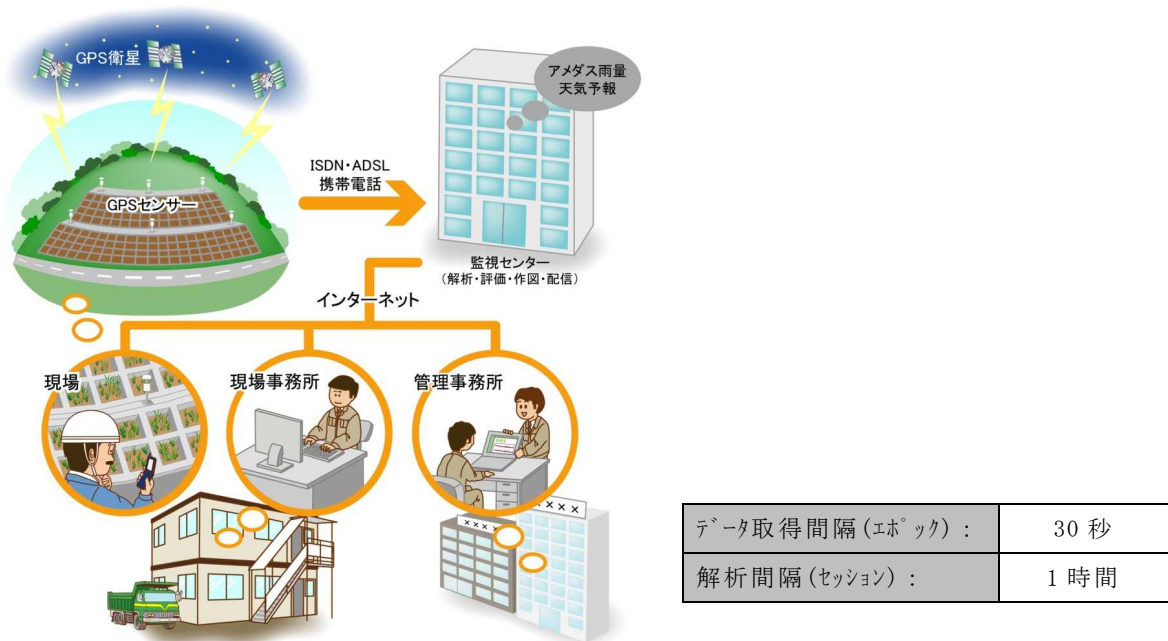 GPS衛星
アメダス雨量
天気予報
ISDN・ADSL
携帯電話
GPSセンサー
監視センター
(解析・評価・作図・配信)
インターネット
現場
現場事務所
管理事務所
××××
××××
ﾃﾞｰﾀ取得間隔(ｴﾎﾟｯｸ)： 30 秒
解析間隔(ｾｯｼｮﾝ)： 1 時間